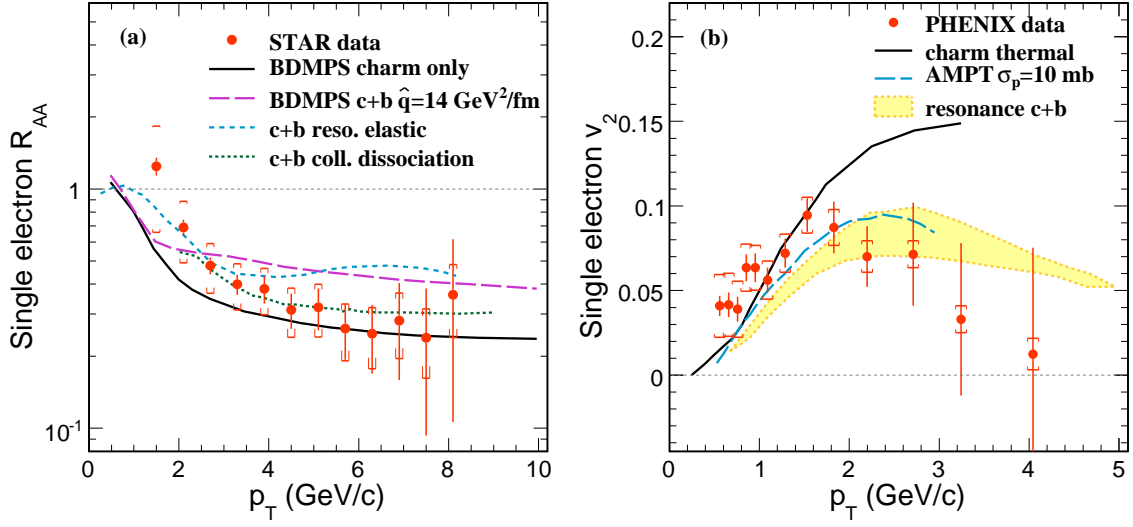 (a)
STAR data
BDMPS charm only
BDMPS c+b q̂=14 GeV²/fm
c+b reso. elastic
c+b coll. dissociation
Single electron R_AA
1
10⁻¹
0 2 4 6 8 10
p_T (GeV/c)
(b)
PHENIX data
charm thermal
AMPT σ_p=10 mb
resonance c+b
Single electron v₂
0.2
0.15
0.1
0.05
0
0 1 2 3 4 5
p_T (GeV/c)